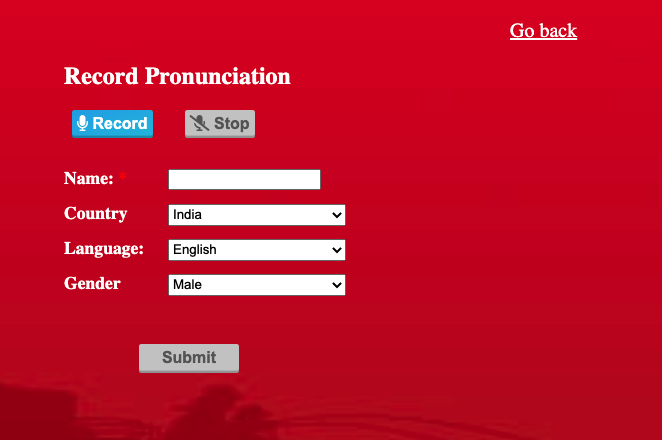 Go back
Record Pronunciation
Record Stop
Name: *
Country India
Language: English
Gender Male
Submit